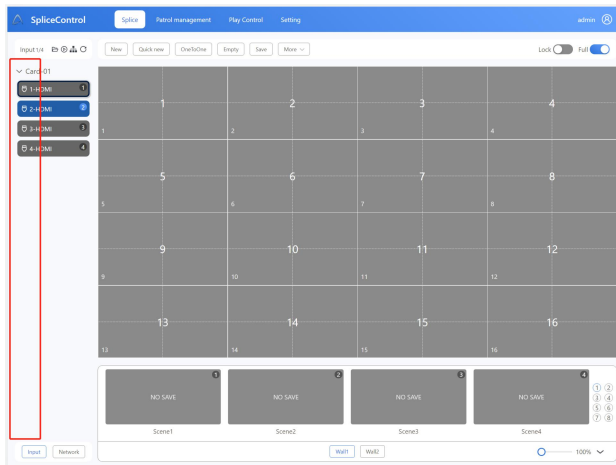 SpliceControl Splice Patrol management Play Control Setting admin
Input 1/4 New Quick new OneToOne Empty Save More Lock Full
Card-01
1-HDMI 1
2-HDMI 2
3-HDMI 3
4-HDMI 4
1 2 3 4
1 2 3 4
5 6 7 8
5 6 7 8
9 10 11 12
9 10 11 12
13 14 15 16
13 14 15 16
1 2 3 4
NO SAVE NO SAVE NO SAVE NO SAVE
1 2
3 4
5 6
7 8
Scene1 Scene2 Scene3 Scene4
Input Network Wall1 Wall2 100%